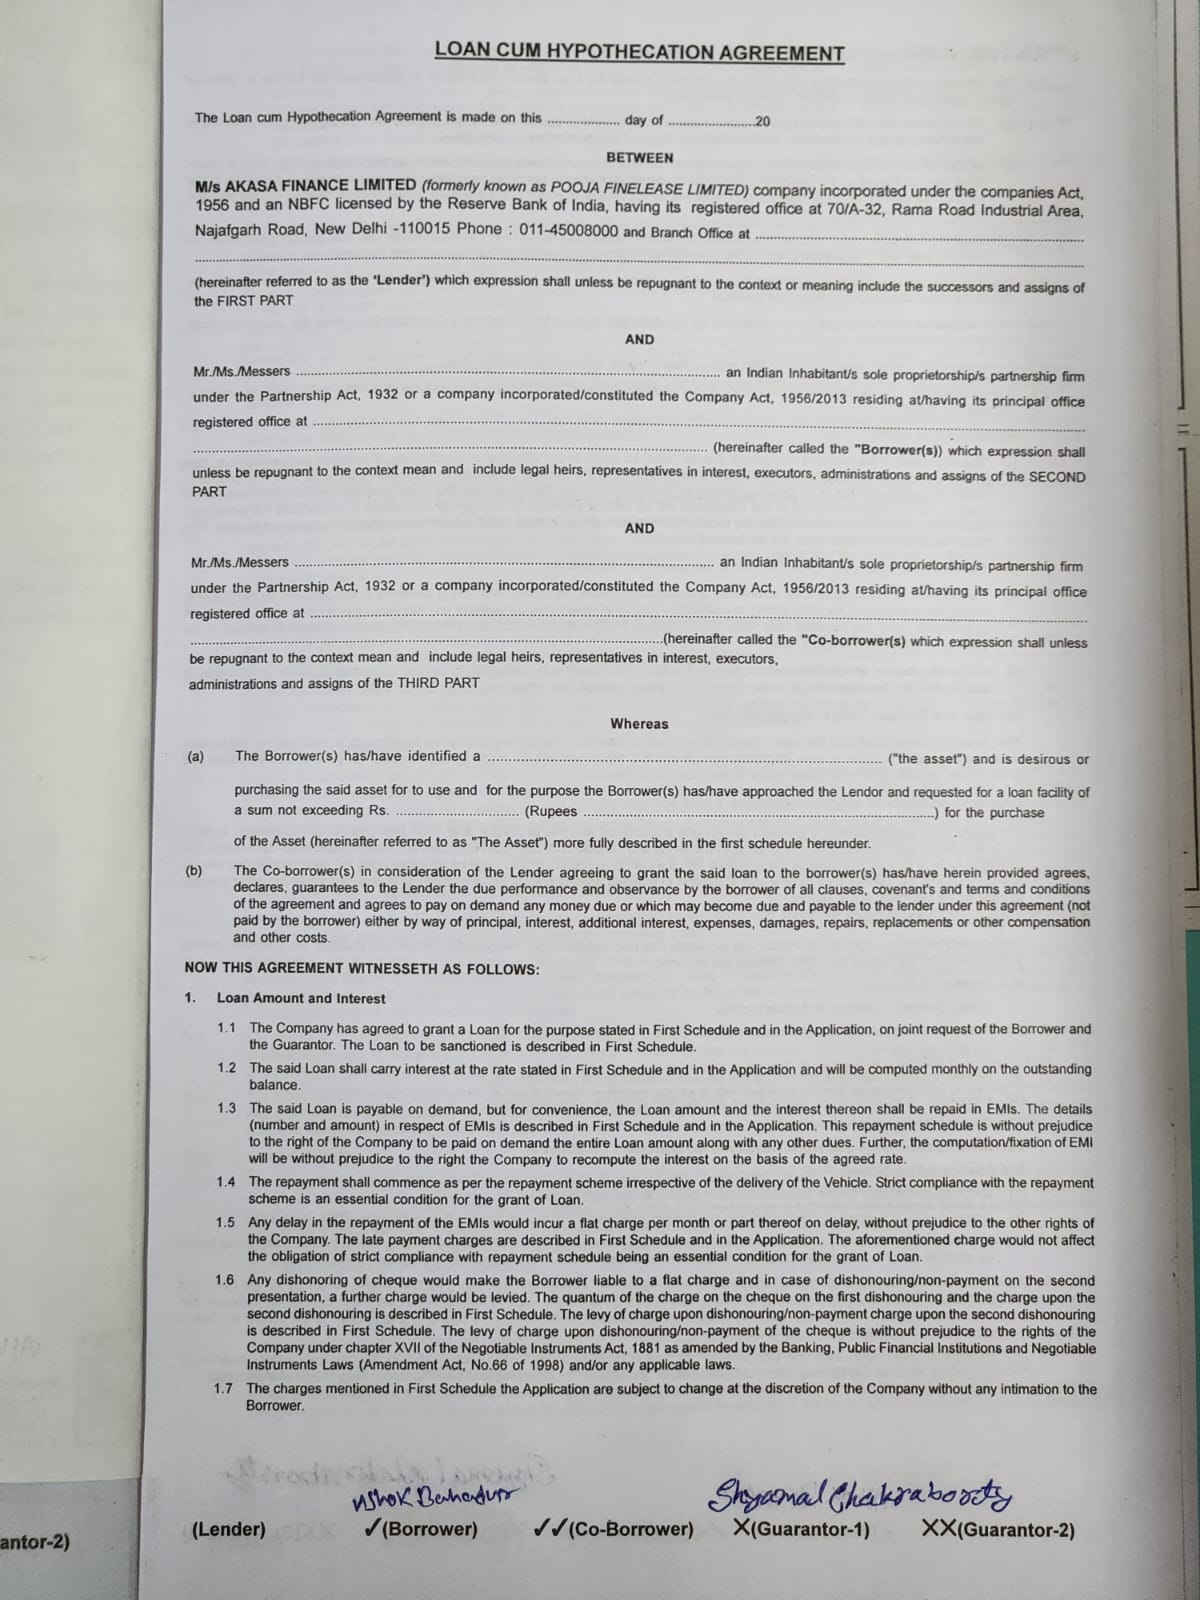 LOAN CUM HYPOTHECATION AGREEMENT
The Loan cum Hypothecation Agreement is made on this .................... day of ........................20
BETWEEN
M/s AKASA FINANCE LIMITED (formerly known as POOJA FINELEASE LIMITED) company incorporated under the companies Act,
1956 and an NBFC licensed by the Reserve Bank of India, having its registered office at 70/A-32, Rama Road Industrial Area,
Najafgarh Road, New Delhi -110015 Phone : 011-45008000 and Branch Office at ....................
....................
(hereinafter referred to as the 'Lender') which expression shall unless be repugnant to the context or meaning include the successors and assigns of
the FIRST PART
AND
Mr./Ms./Messers .................... an Indian Inhabitant/s sole proprietorship/s partnership firm
under the Partnership Act, 1932 or a company incorporated/constituted the Company Act, 1956/2013 residing at/having its principal office
registered office at ....................
.................... (hereinafter called the "Borrower(s)) which expression shall
unless be repugnant to the context mean and include legal heirs, representatives in interest, executors, administrations and assigns of the SECOND
PART
AND
Mr./Ms./Messers .................... an Indian Inhabitant/s sole proprietorship/s partnership firm
under the Partnership Act, 1932 or a company incorporated/constituted the Company Act, 1956/2013 residing at/having its principal office
registered office at ....................
....................(hereinafter called the "Co-borrower(s) which expression shall unless
be repugnant to the context mean and include legal heirs, representatives in interest, executors,
administrations and assigns of the THIRD PART
Whereas
(a) The Borrower(s) has/have identified a .................... ("the asset") and is desirous or
purchasing the said asset for to use and for the purpose the Borrower(s) has/have approached the Lendor and requested for a loan facility of
a sum not exceeding Rs. .................... (Rupees ....................) for the purchase
of the Asset (hereinafter referred to as "The Asset") more fully described in the first schedule hereunder.
(b) The Co-borrower(s) in consideration of the Lender agreeing to grant the said loan to the borrower(s) has/have herein provided agrees,
declares, guarantees to the Lender the due performance and observance by the borrower of all clauses, covenant's and terms and conditions
of the agreement and agrees to pay on demand any money due or which may become due and payable to the lender under this agreement (not
paid by the borrower) either by way of principal, interest, additional interest, expenses, damages, repairs, replacements or other compensation
and other costs.
NOW THIS AGREEMENT WITNESSETH AS FOLLOWS:
1. Loan Amount and Interest
1.1 The Company has agreed to grant a Loan for the purpose stated in First Schedule and in the Application, on joint request of the Borrower and
the Guarantor. The Loan to be sanctioned is described in First Schedule.
1.2 The said Loan shall carry interest at the rate stated in First Schedule and in the Application and will be computed monthly on the outstanding
balance.
1.3 The said Loan is payable on demand, but for convenience, the Loan amount and the interest thereon shall be repaid in EMIs. The details
(number and amount) in respect of EMIs is described in First Schedule and in the Application. This repayment schedule is without prejudice
to the right of the Company to be paid on demand the entire Loan amount along with any other dues. Further, the computation/fixation of EMI
will be without prejudice to the right the Company to recompute the interest on the basis of the agreed rate.
1.4 The repayment shall commence as per the repayment scheme irrespective of the delivery of the Vehicle. Strict compliance with the repayment
scheme is an essential condition for the grant of Loan.
1.5 Any delay in the repayment of the EMIs would incur a flat charge per month or part thereof on delay, without prejudice to the other rights of
the Company. The late payment charges are described in First Schedule and in the Application. The aforementioned charge would not affect
the obligation of strict compliance with repayment schedule being an essential condition for the grant of Loan.
1.6 Any dishonoring of cheque would make the Borrower liable to a flat charge and in case of dishonouring/non-payment on the second
presentation, a further charge would be levied. The quantum of the charge on the cheque on the first dishonouring and the charge upon the
second dishonouring is described in First Schedule. The levy of charge upon dishonouring/non-payment charge upon the second dishonouring
is described in First Schedule. The levy of charge upon dishonouring/non-payment of the cheque is without prejudice to the rights of the
Company under chapter XVII of the Negotiable Instruments Act, 1881 as amended by the Banking, Public Financial Institutions and Negotiable
Instruments Laws (Amendment Act, No.66 of 1998) and/or any applicable laws.
1.7 The charges mentioned in First Schedule the Application are subject to change at the discretion of the Company without any intimation to the
Borrower.
Ashok Bahadur Shyamal Chakraborty
(Lender) ✓(Borrower) ✓✓(Co-Borrower) X(Guarantor-1) XX(Guarantor-2)
antor-2)